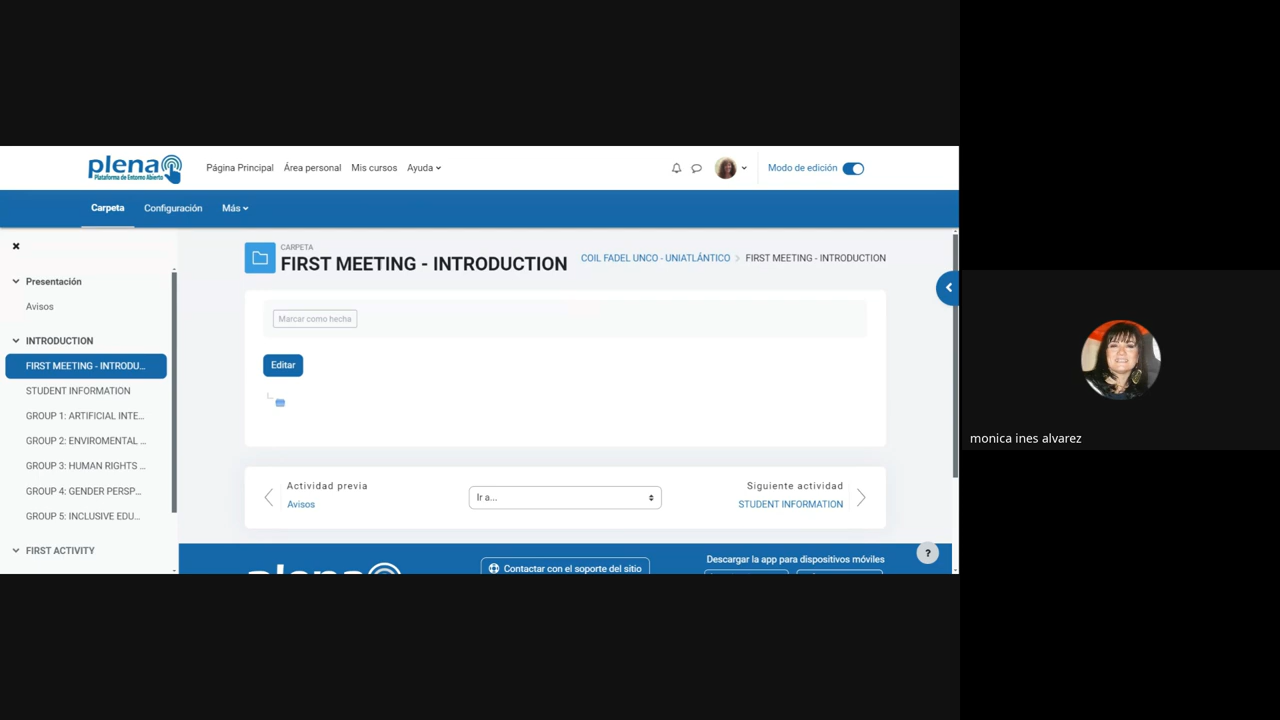 plena
Plataforma de Entorno Abierto
Página Principal
Área personal
Mis cursos
Ayuda
Modo de edición
Carpeta
Configuración
Más
Presentación
Avisos
INTRODUCTION
FIRST MEETING - INTRODU...
STUDENT INFORMATION
GROUP 1: ARTIFICIAL INTE...
GROUP 2: ENVIROMENTAL ...
GROUP 3: HUMAN RIGHTS ...
GROUP 4: GENDER PERSP...
GROUP 5: INCLUSIVE EDU...
FIRST ACTIVITY
CARPETA
FIRST MEETING - INTRODUCTION
COIL FADEL UNCO - UNIATLÁNTICO > FIRST MEETING - INTRODUCTION
Marcar como hecha
Editar
Actividad previa
Avisos
Ir a...
Siguiente actividad
STUDENT INFORMATION
plena
Contactar con el soporte del sitio
Descargar la app para dispositivos móviles
?
monica ines alvarez